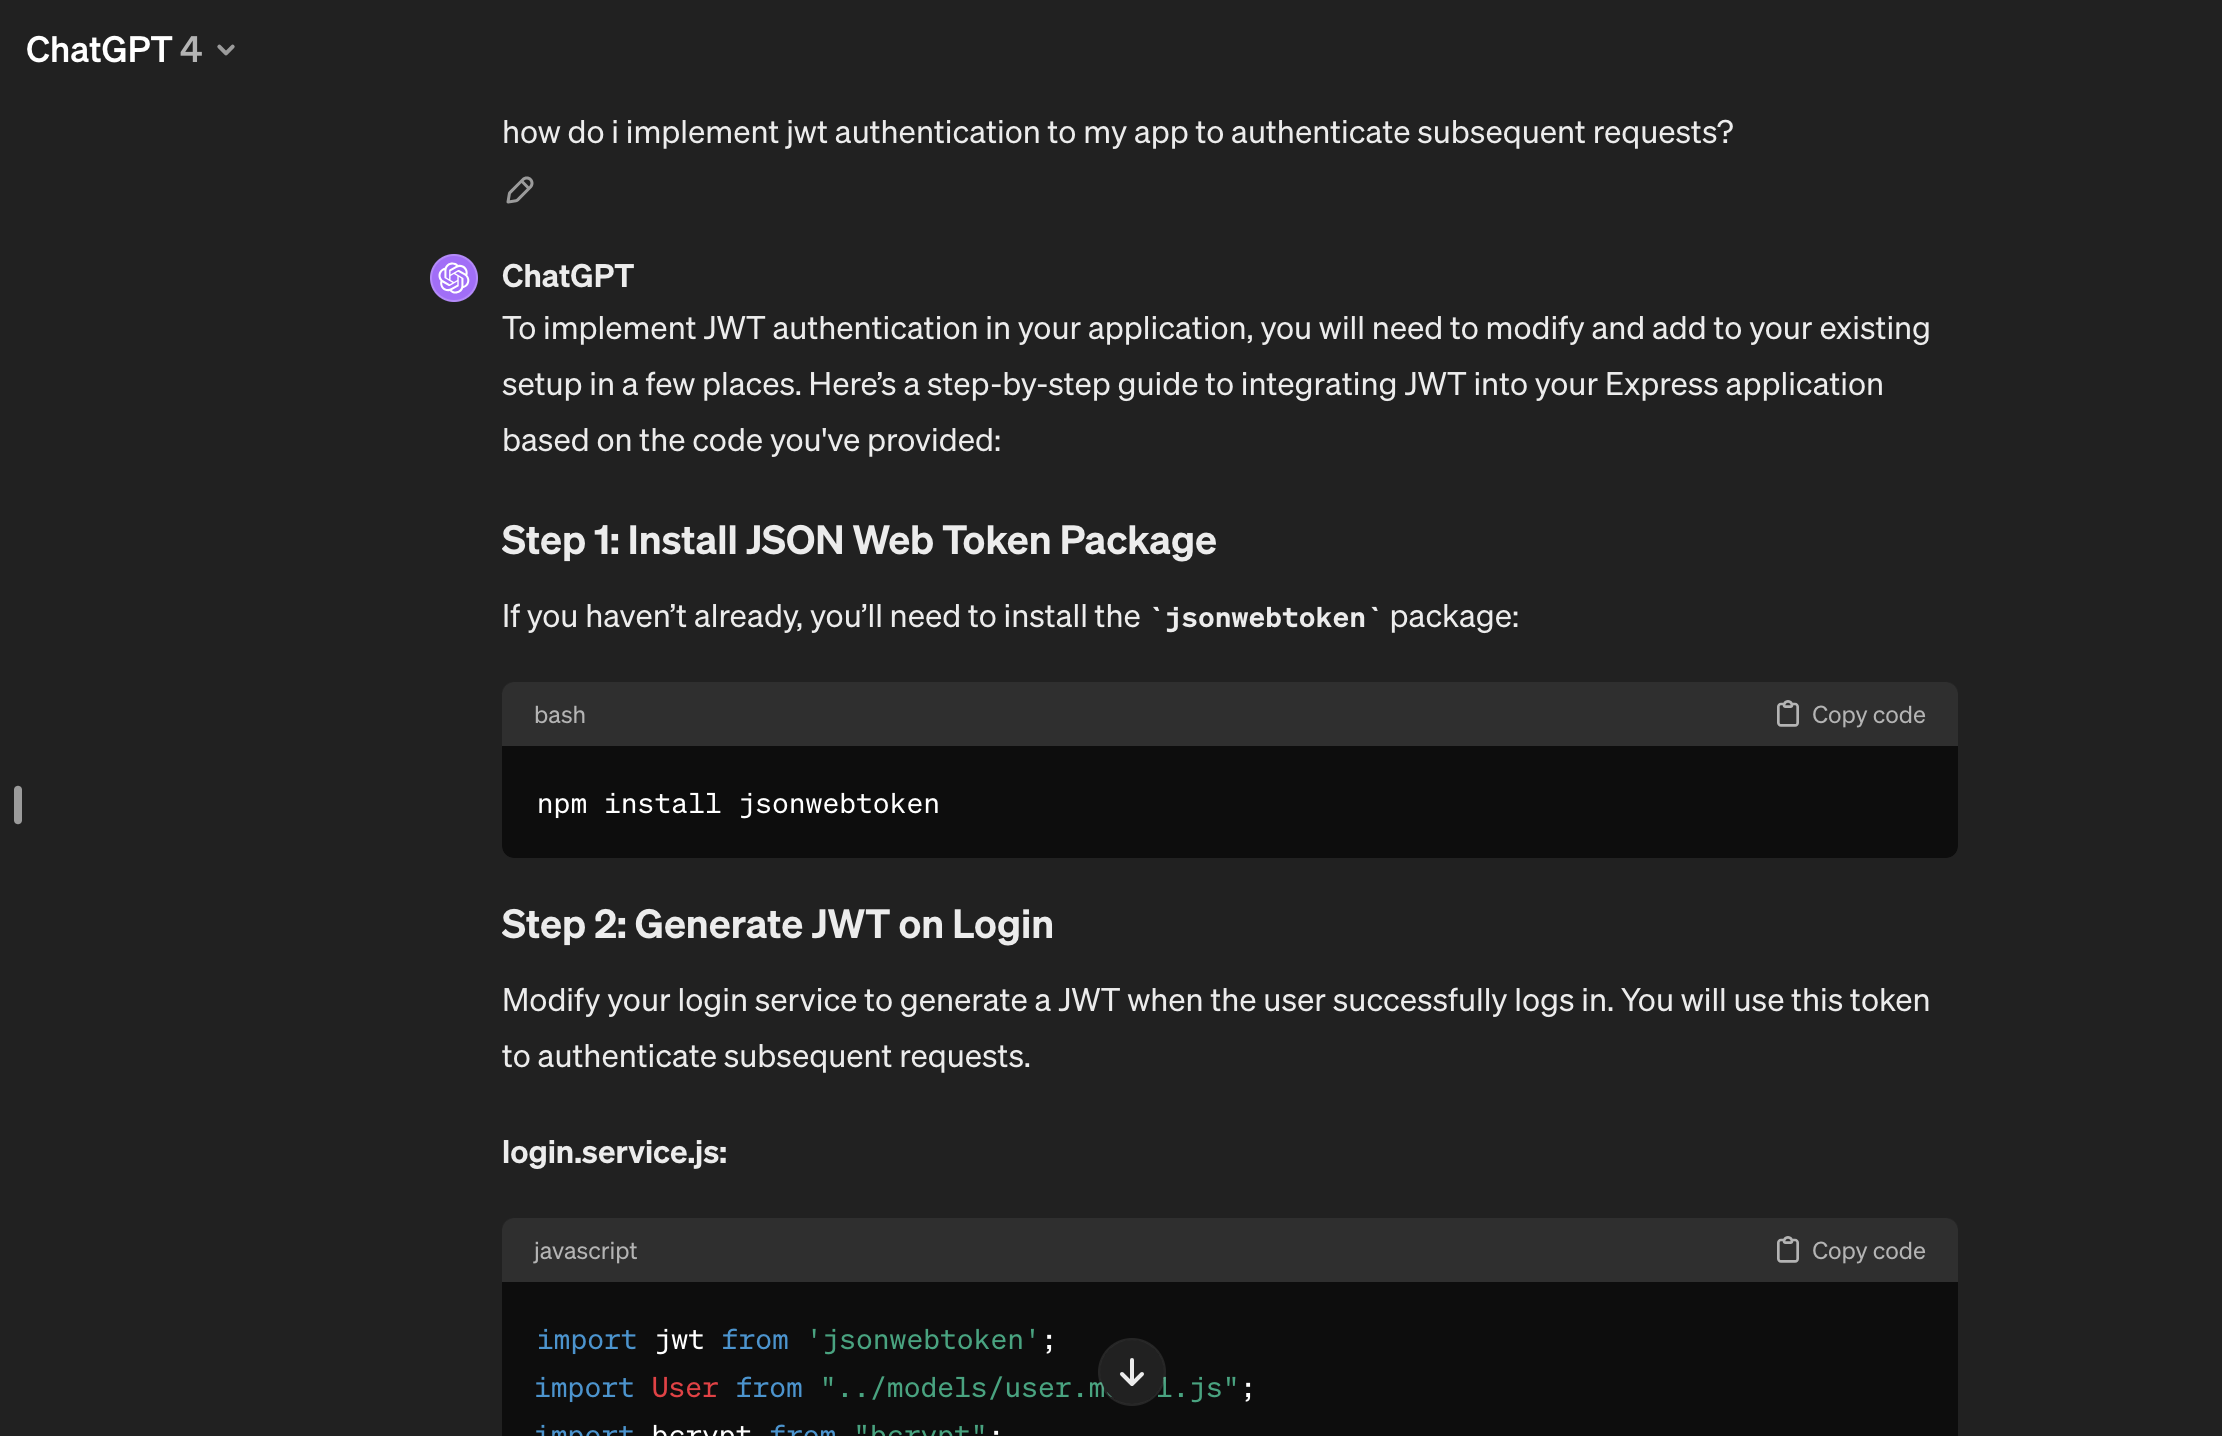 ChatGPT 4
how do i implement jwt authentication to my app to authenticate subsequent requests?
ChatGPT
To implement JWT authentication in your application, you will need to modify and add to your existing
setup in a few places. Here’s a step-by-step guide to integrating JWT into your Express application
based on the code you've provided:
Step 1: Install JSON Web Token Package
If you haven’t already, you’ll need to install the `jsonwebtoken` package:
bash
Copy code
npm install jsonwebtoken
Step 2: Generate JWT on Login
Modify your login service to generate a JWT when the user successfully logs in. You will use this token
to authenticate subsequent requests.
login.service.js:
javascript
Copy code
import jwt from 'jsonwebtoken';
import User from "../models/user.m l.js";
import bcrypt from "bcrypt";